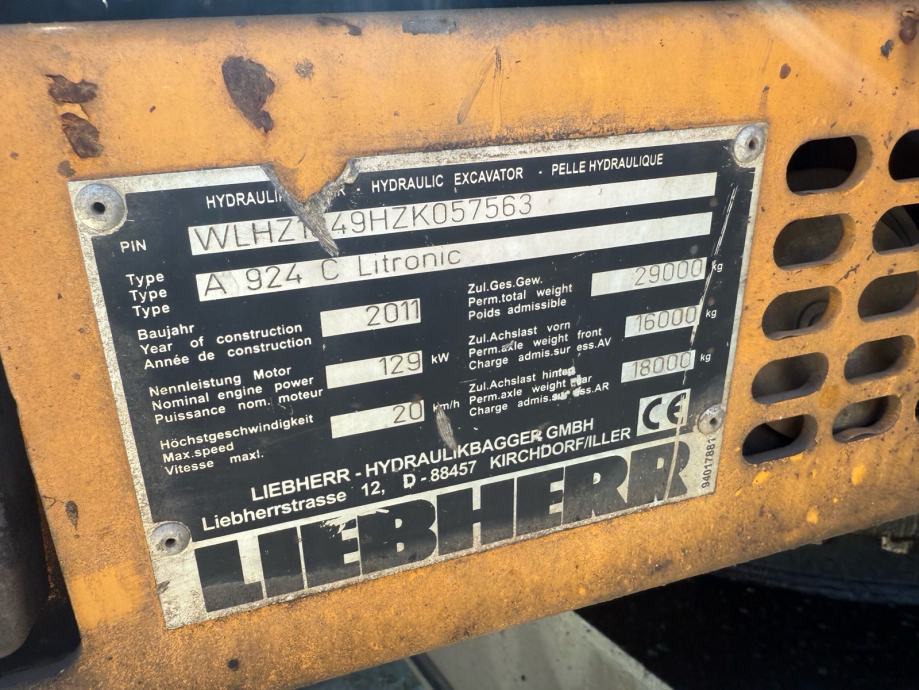 HYDRAULIC EXCAVATOR - PELLE HYDRAULIQUE
PIN
49HZK057563
Type
Type
Type
A 924 C Litronic
Baujahr
Year of construction
Année de construction
2011
Nennleistung Motor
Nominal engine power
Puissance nom. moteur
129 kW
Höchstgeschwindigkeit
Max.speed
Vitesse maxl.
20 km/h
Zul.Ges.Gew.
Perm.total weight
Poids admissible
29000 kg
Zul.Achslast vorn
Perm.axle weight front
Charge admis.sur ess.AV
16000 kg
Zul.Achslast hinten
Perm.axle weight rear
Charge admis.sur ess.AR
18000 kg
CE
LIEBHERR - HYDRAULIKBAGGER GMBH
Liebherrstrasse 12, D-88457 KIRCHDORF/ILLER
LIEBHERR
94017881